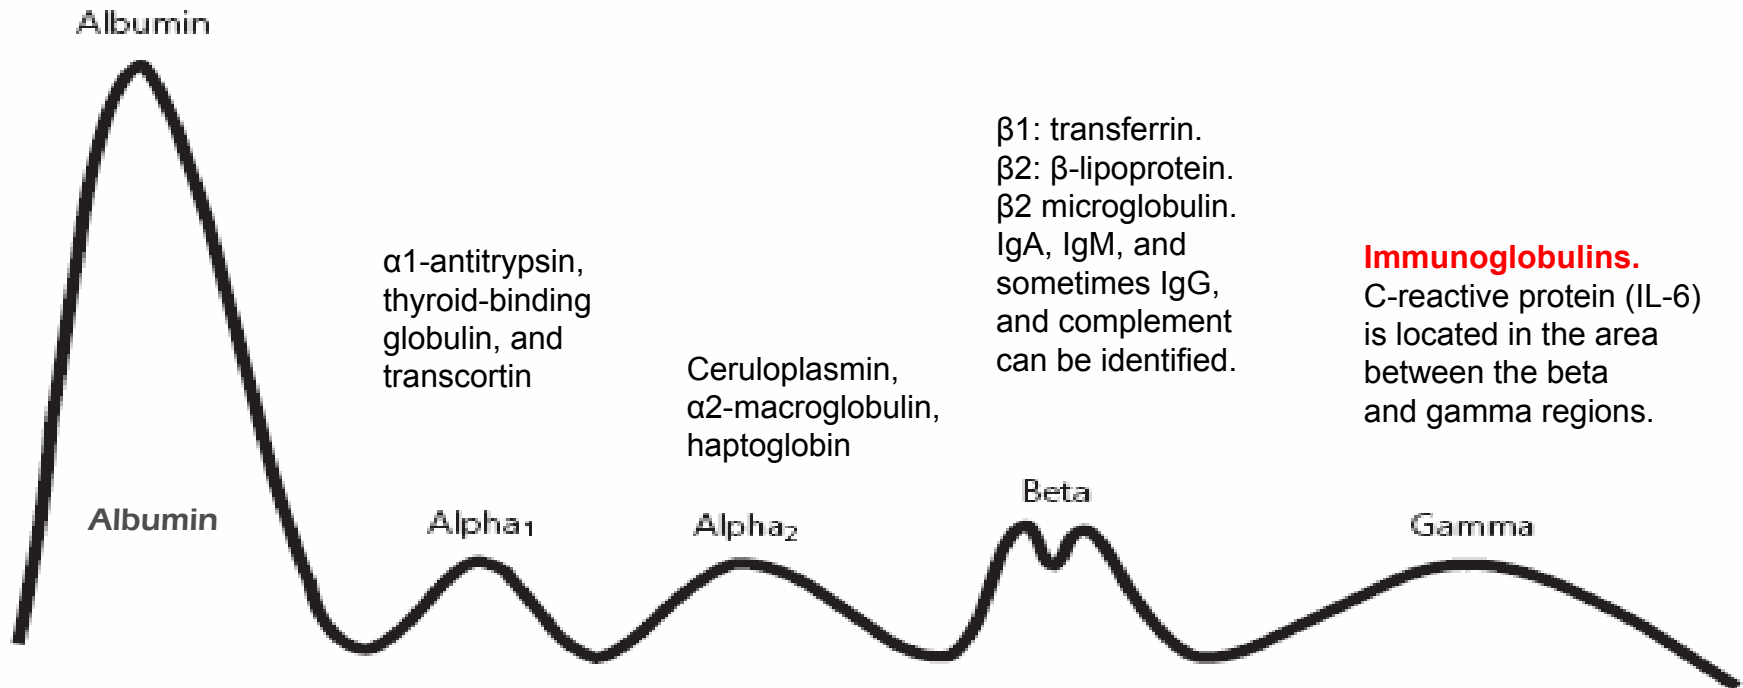 Albumin
β1: transferrin.
β2: β-lipoprotein.
β2 microglobulin.
IgA, IgM, and
sometimes IgG,
and complement
can be identified.
α1-antitrypsin,
thyroid-binding
globulin, and
transcortin
Immunoglobulins.
C-reactive protein (IL-6)
is located in the area
between the beta
and gamma regions.
Ceruloplasmin,
α2-macroglobulin,
haptoglobin
Albumin
Alpha₁
Alpha₂
Beta
Gamma